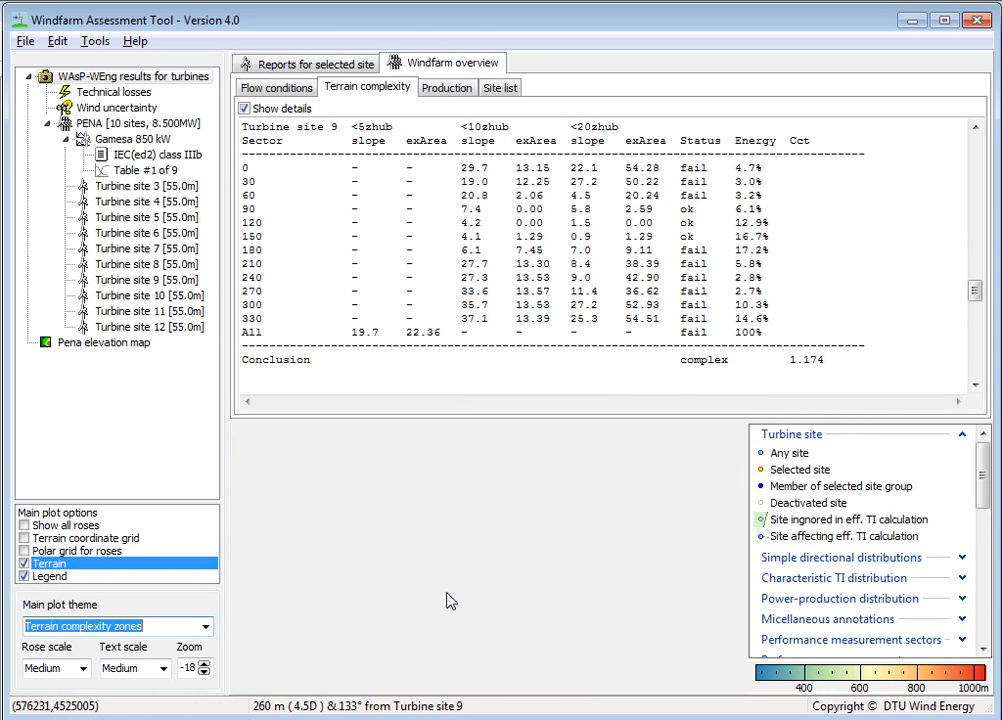 Windfarm Assessment Tool - Version 4.0
File Edit Tools Help
WAsP-WEng results for turbines
Technical losses
Wind uncertainty
PENA [10 sites, 8.500MW]
Gamesa 850 kW
IEC(ed2) class IIIb
Table #1 of 9
Turbine site 3 [55.0m]
Turbine site 4 [55.0m]
Turbine site 5 [55.0m]
Turbine site 6 [55.0m]
Turbine site 7 [55.0m]
Turbine site 8 [55.0m]
Turbine site 9 [55.0m]
Turbine site 10 [55.0m]
Turbine site 11 [55.0m]
Turbine site 12 [55.0m]
Pena elevation map
Reports for selected site Windfarm overview
Flow conditions Terrain complexity Production Site list
Show details
Turbine site 9 <5zhub <10zhub <20zhub
Sector slope exArea slope exArea slope exArea Status Energy Cct
0 - - 29.7 13.15 22.1 54.28 fail 4.7%
30 - - 19.0 12.25 27.2 50.22 fail 3.0%
60 - - 20.8 2.06 4.5 20.24 fail 3.2%
90 - - 7.4 0.00 5.8 2.59 ok 6.1%
120 - - 4.2 0.00 1.5 0.00 ok 12.9%
150 - - 4.1 1.29 0.9 1.29 ok 16.7%
180 - - 6.1 7.45 7.0 9.11 fail 17.2%
210 - - 27.7 13.30 8.4 38.39 fail 5.8%
240 - - 27.3 13.53 9.0 42.90 fail 2.8%
270 - - 33.6 13.57 11.4 36.62 fail 2.7%
300 - - 35.7 13.53 27.2 52.93 fail 10.3%
330 - - 37.1 13.39 25.3 54.51 fail 14.6%
All 19.7 22.36 - - - - fail 100%
Conclusion complex 1.174
Main plot options
Show all roses
Terrain coordinate grid
Polar grid for roses
Terrain
Legend
Main plot theme
Terrain complexity zones
Rose scale Text scale Zoom
Medium Medium -18
Turbine site
Any site
Selected site
Member of selected site group
Deactivated site
Site ingnored in eff. TI calculation
Site affecting eff. TI calculation
Simple directional distributions
Characteristic TI distribution
Power-production distribution
Micellaneous annotations
Performance measurement sectors
400 600 800 1000m
(576231,4525005) 260 m ( 4.5D ) & 133° from Turbine site 9 Copyright © DTU Wind Energy